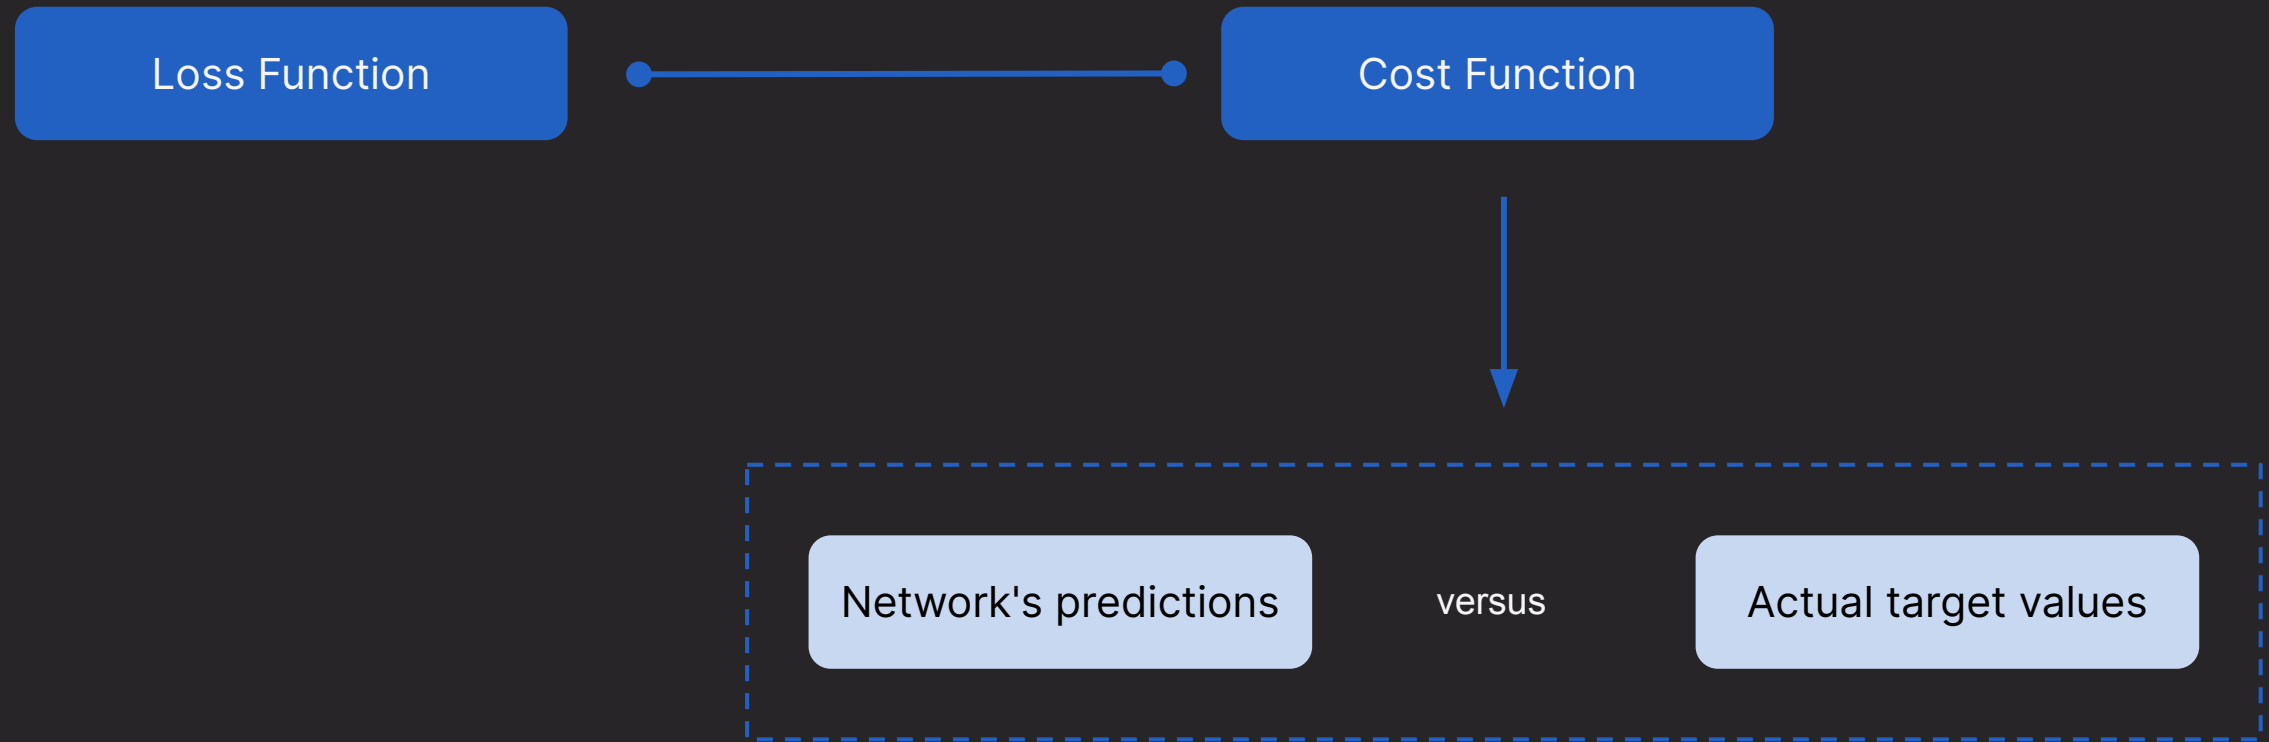 Loss Function
Cost Function
Network's predictions
versus
Actual target values